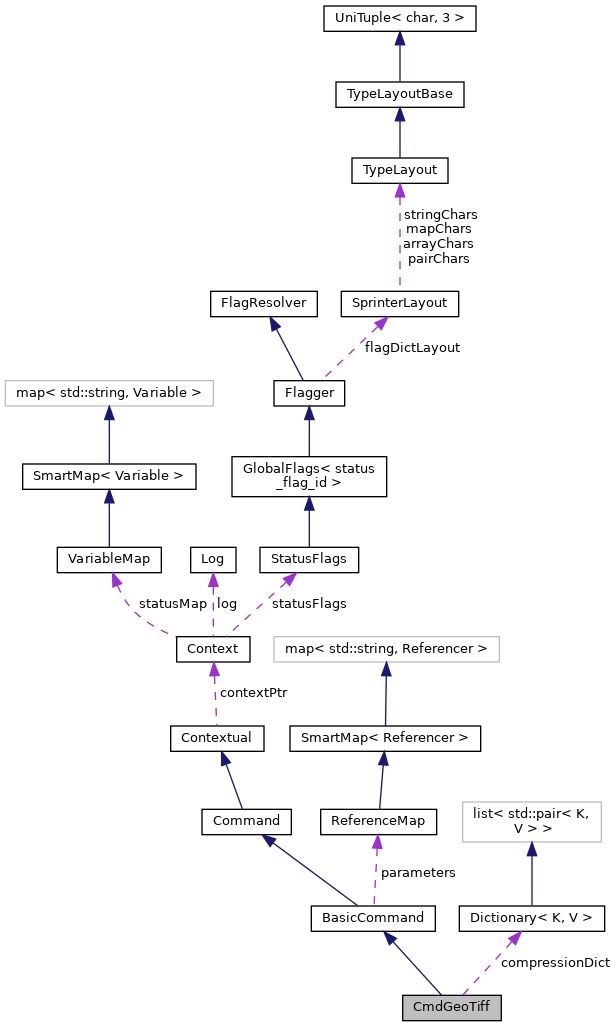 UniTuple< char, 3 >
TypeLayoutBase
TypeLayout
stringChars
mapChars
arrayChars
pairChars
FlagResolver
SprinterLayout
flagDictLayout
map< std::string, Variable >
Flagger
SmartMap< Variable >
GlobalFlags< status
_flag_id >
VariableMap
Log
StatusFlags
statusMap
log
statusFlags
Context
map< std::string, Referencer >
contextPtr
Contextual
SmartMap< Referencer >
Command
ReferenceMap
list< std::pair< K,
V > >
parameters
BasicCommand
Dictionary< K, V >
compressionDict
CmdGeoTiff